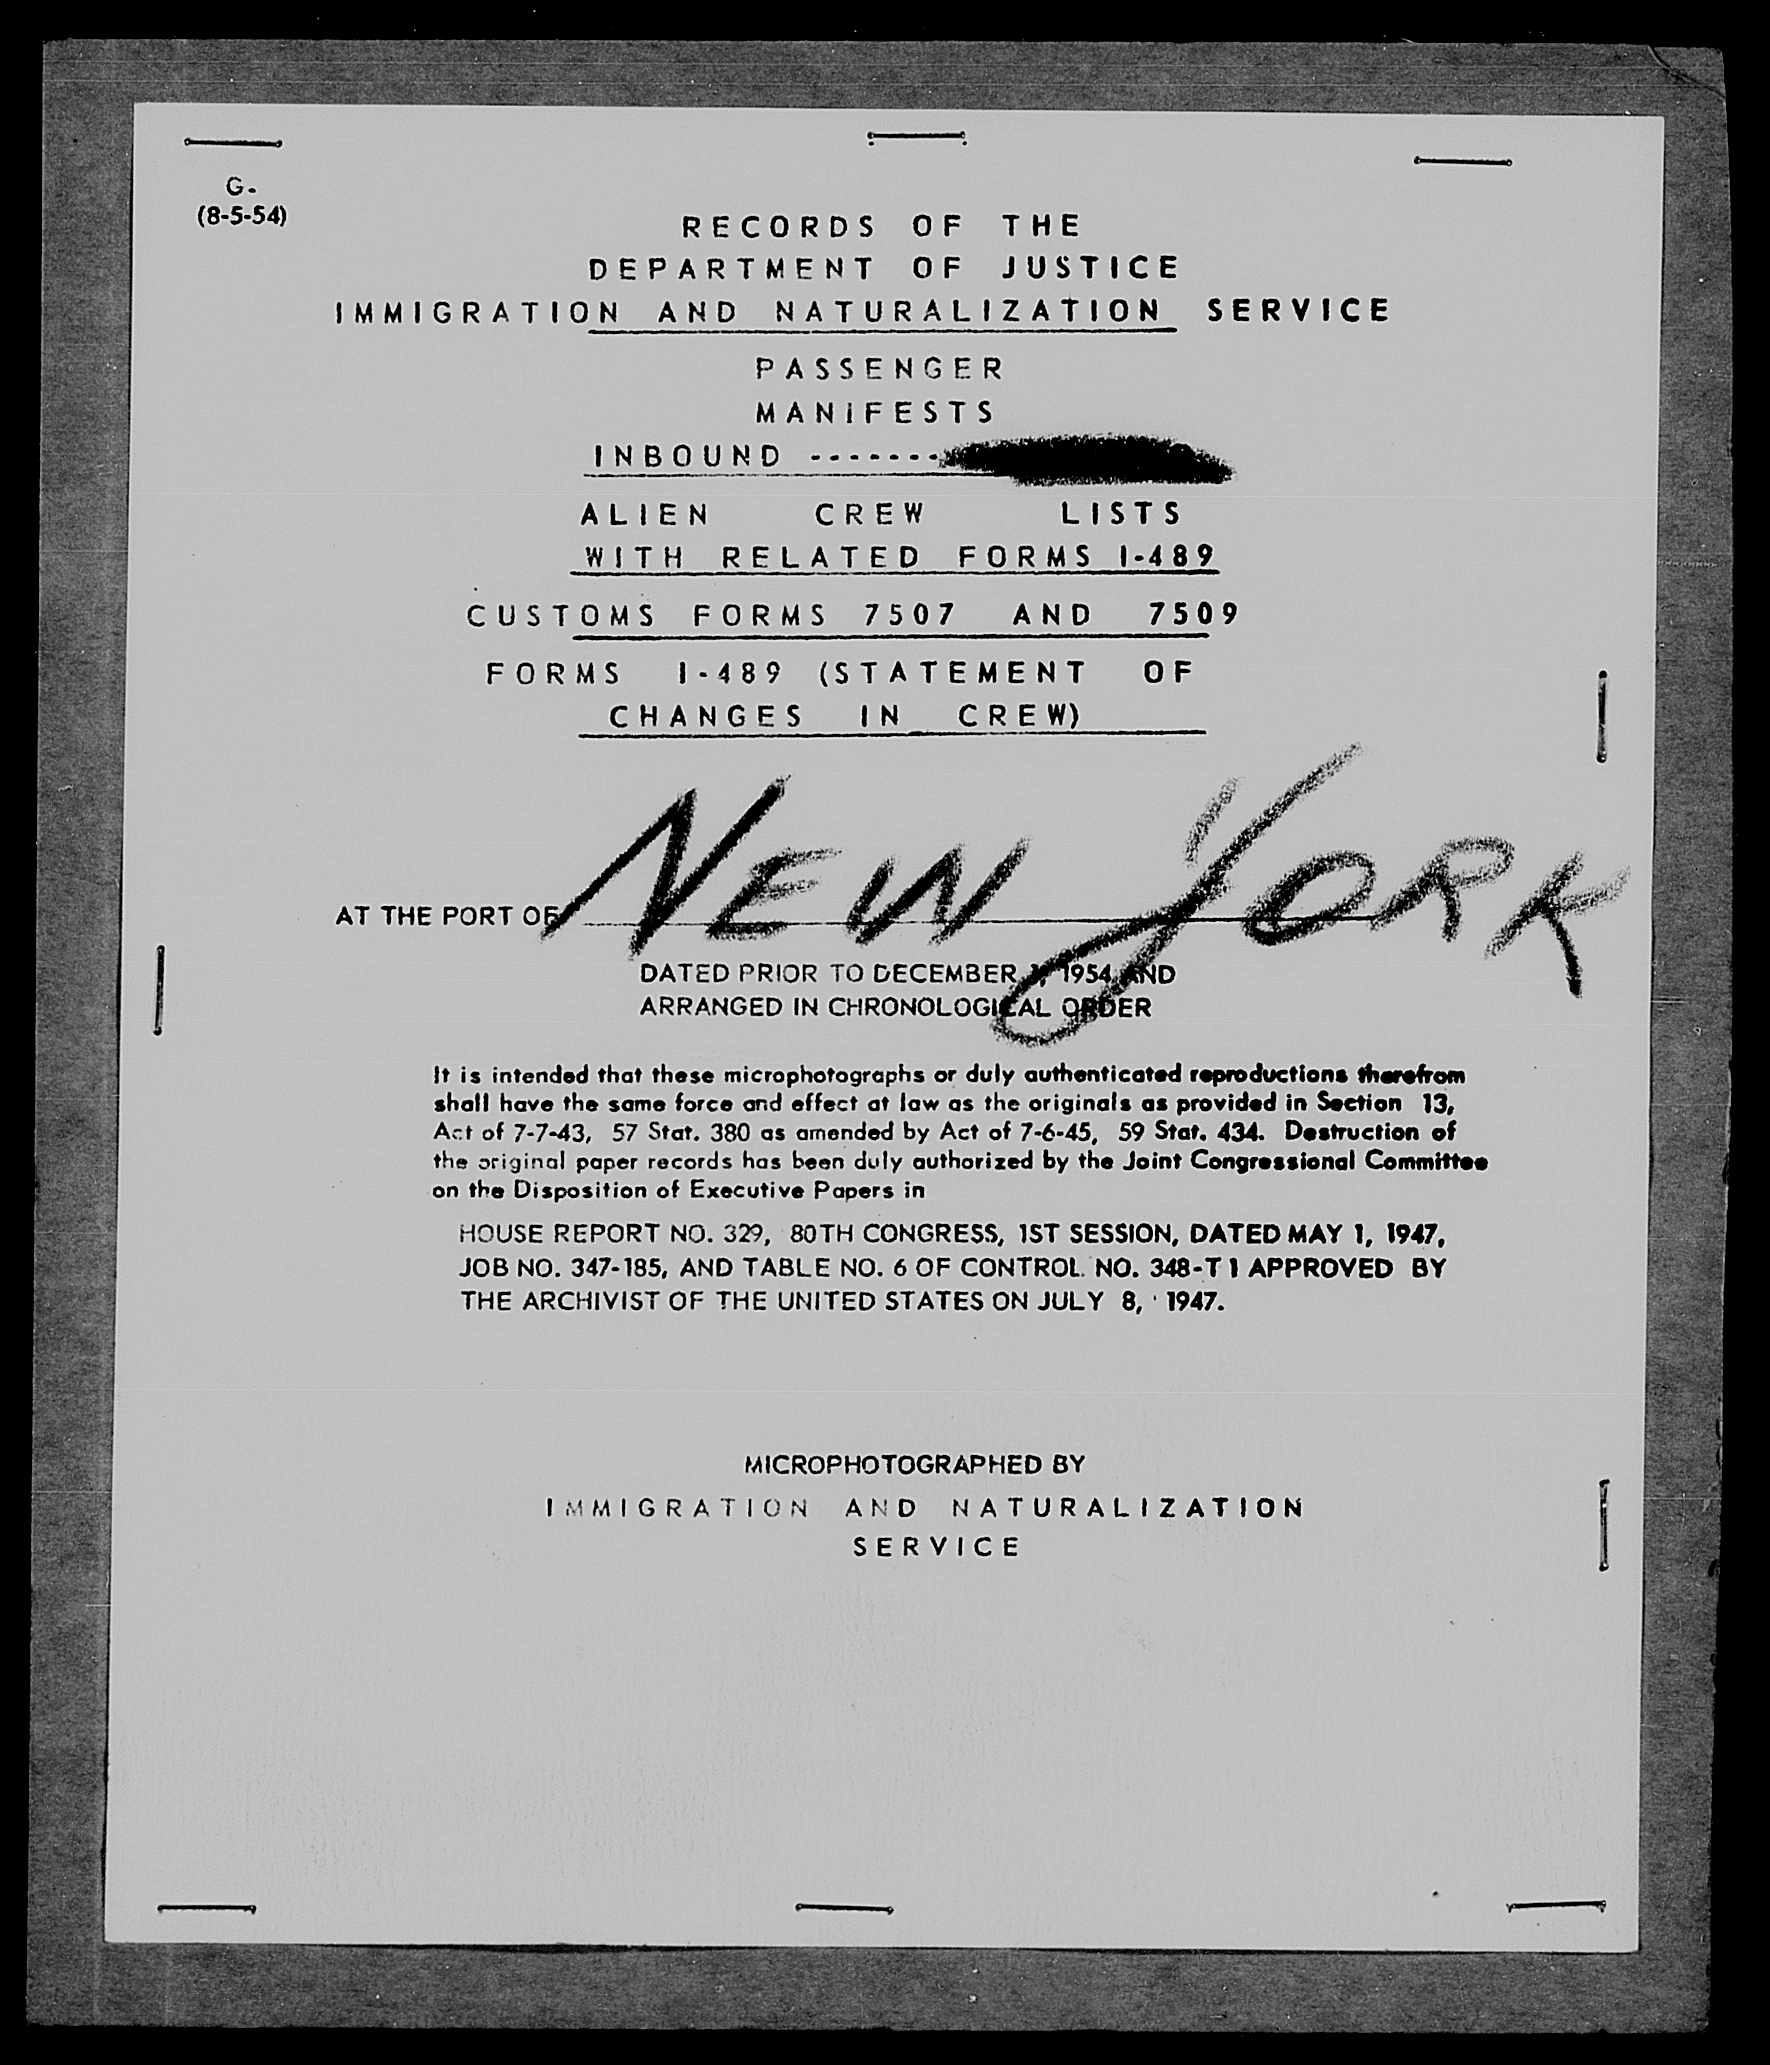 G-
(8-5-54)
RECORDS OF THE
DEPARTMENT OF JUSTICE
IMMIGRATION AND NATURALIZATION SERVICE
PASSENGER
MANIFESTS
INBOUND -------
ALIEN CREW LISTS
WITH RELATED FORMS I-489
CUSTOMS FORMS 7507 AND 7509
FORMS I-489 (STATEMENT OF
CHANGES IN CREW)
AT THE PORT OF NEW YORK
DATED PRIOR TO DECEMBER 1, 1954 AND
ARRANGED IN CHRONOLOGICAL ORDER
It is intended that these microphotographs or duly authenticated reproductions therefrom
shall have the same force and effect at law as the originals as provided in Section 13,
Act of 7-7-43, 57 Stat. 380 as amended by Act of 7-6-45, 59 Stat. 434. Destruction of
the original paper records has been duly authorized by the Joint Congressional Committee
on the Disposition of Executive Papers in
HOUSE REPORT NO. 329, 80TH CONGRESS, 1ST SESSION, DATED MAY 1, 1947,
JOB NO. 347-185, AND TABLE NO. 6 OF CONTROL NO. 348-T1 APPROVED BY
THE ARCHIVIST OF THE UNITED STATES ON JULY 8, 1947.
MICROPHOTOGRAPHED BY
IMMIGRATION AND NATURALIZATION
SERVICE